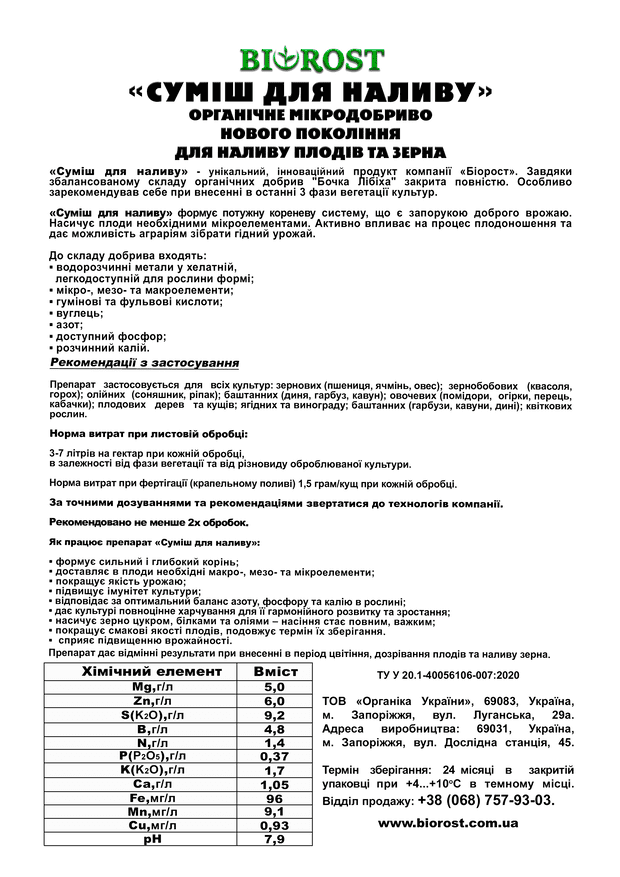 BIOROST
«СУМІШ ДЛЯ НАЛИВУ»
ОРГАНІЧНЕ МІКРОДОБРИВО
НОВОГО ПОКОЛІННЯ
ДЛЯ НАЛИВУ ПЛОДІВ ТА ЗЕРНА
«Суміш для наливу» - унікальний, інноваційний продукт компанії «Біорост». Завдяки
збалансованому складу органічних добрив "Бочка Лібіха" закрита повністю. Особливо
зарекомендував себе при внесенні в останні 3 фази вегетації культур.
«Суміш для наливу» формує потужну кореневу систему, що є запорукою доброго врожаю.
Насичує плоди необхідними мікроелементами. Активно впливає на процес плодоношення та
дає можливість аграріям зібрати гідний урожай.
До складу добрива входять:
▪ водорозчинні метали у хелатній,
легкодоступній для рослини формі;
▪ мікро-, мезо- та макроелементи;
▪ гумінові та фульвові кислоти;
▪ вуглець;
▪ азот;
▪ доступний фосфор;
▪ розчинний калій.
Рекомендації з застосування
Препарат застосовується для всіх культур: зернових (пшениця, ячмінь, овес); зернобобових (квасоля,
горох); олійних (соняшник, ріпак); баштанних (диня, гарбуз, кавун); овочевих (помідори, огірки, перець,
кабачки); плодових дерев та кущів; ягідних та винограду; баштанних (гарбузи, кавуни, дині); квіткових
рослин.
Норма витрат при листовій обробці:
3-7 літрів на гектар при кожній обробці,
в залежності від фази вегетації та від різновиду оброблюваної культури.
Норма витрат при фертігації (крапельному поливі) 1,5 грам/кущ при кожній обробці.
За точними дозуваннями та рекомендаціями звертатися до технологів компанії.
Рекомендовано не менше 2х обробок.
Як працює препарат «Суміш для наливу»:
▪ формує сильний і глибокий корінь;
▪ доставляє в плоди необхідні макро-, мезо- та мікроелементи;
▪ покращує якість урожаю;
▪ підвищує імунітет культури;
▪ відповідає за оптимальний баланс азоту, фосфору та калію в рослині;
▪ дає культурі повноцінне харчування для її гармонійного розвитку та зростання;
▪ насичує зерно цукром, білками та оліями – насіння стає повним, важким;
▪ покращує смакові якості плодів, подовжує термін їх зберігання.
▪ сприяє підвищенню врожайності.
Препарат дає відмінні результати при внесенні в період цвітіння, дозрівання плодів та наливу зерна.
Хімічний елемент Вміст
Mg,г/л 5,0
Zn,г/л 6,0
S(K2O),г/л 9,2
B,г/л 4,8
N,г/л 1,4
P(P2O5),г/л 0,37
K(K2O),г/л 1,7
Ca,г/л 1,05
Fe,мг/л 96
Mn,мг/л 9,1
Cu,мг/л 0,93
pH 7,9
ТУ У 20.1-40056106-007:2020
ТОВ «Органіка України», 69083, Україна,
м. Запоріжжя, вул. Луганська, 29а.
Адреса виробництва: 69031, Україна,
м. Запоріжжя, вул. Дослідна станція, 45.
Термін зберігання: 24 місяці в закритій
упаковці при +4...+10°С в темному місці.
Відділ продажу: +38 (068) 757-93-03.
www.biorost.com.ua